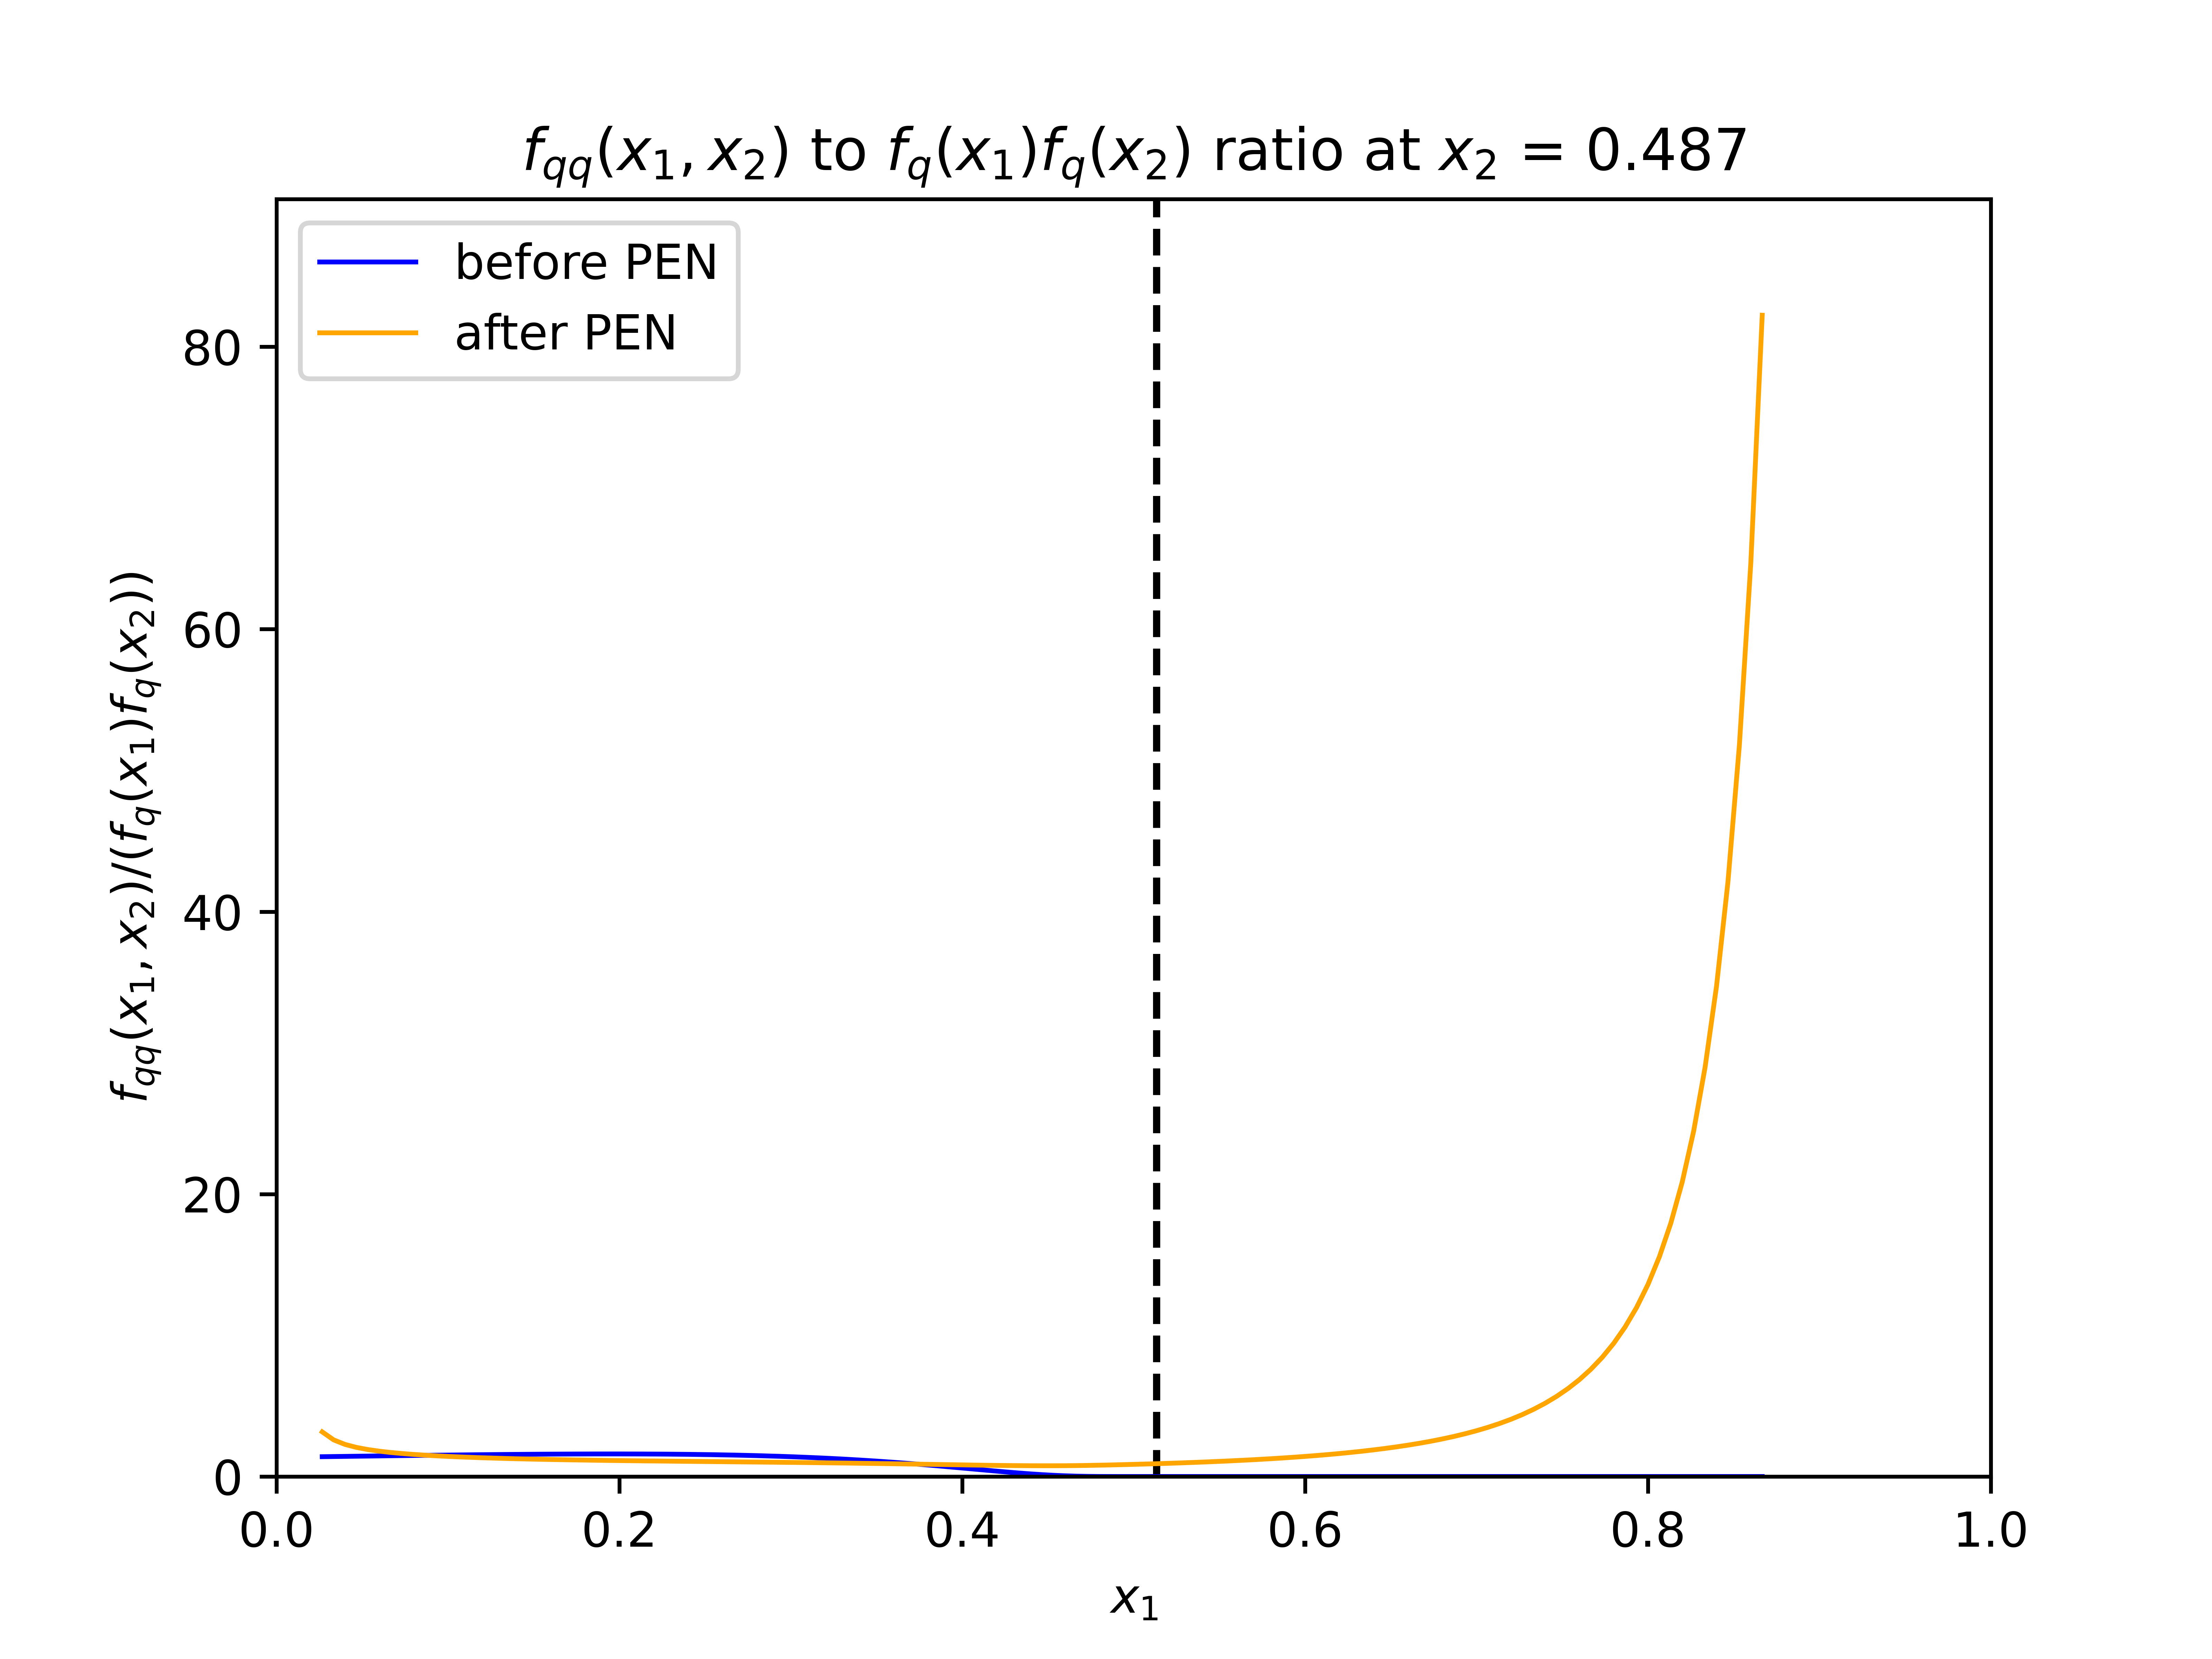 f_qq(x_1, x_2) to f_q(x_1)f_q(x_2) ratio at x_2 = 0.487
before PEN
after PEN
f_qq(x_1, x_2)/(f_q(x_1)f_q(x_2))
80
60
40
20
0
0.0 0.2 0.4 0.6 0.8 1.0
x_1